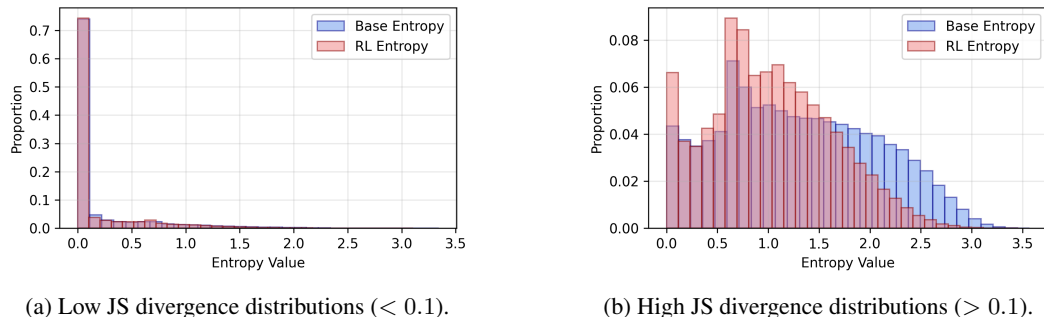 Proportion
0.7
0.6
0.5
0.4
0.3
0.2
0.1
0.0
Base Entropy
RL Entropy
0.0 0.5 1.0 1.5 2.0 2.5 3.0 3.5
Entropy Value
(a) Low JS divergence distributions (< 0.1).
Proportion
0.08
0.06
0.04
0.02
0.00
Base Entropy
RL Entropy
0.0 0.5 1.0 1.5 2.0 2.5 3.0 3.5
Entropy Value
(b) High JS divergence distributions (> 0.1).